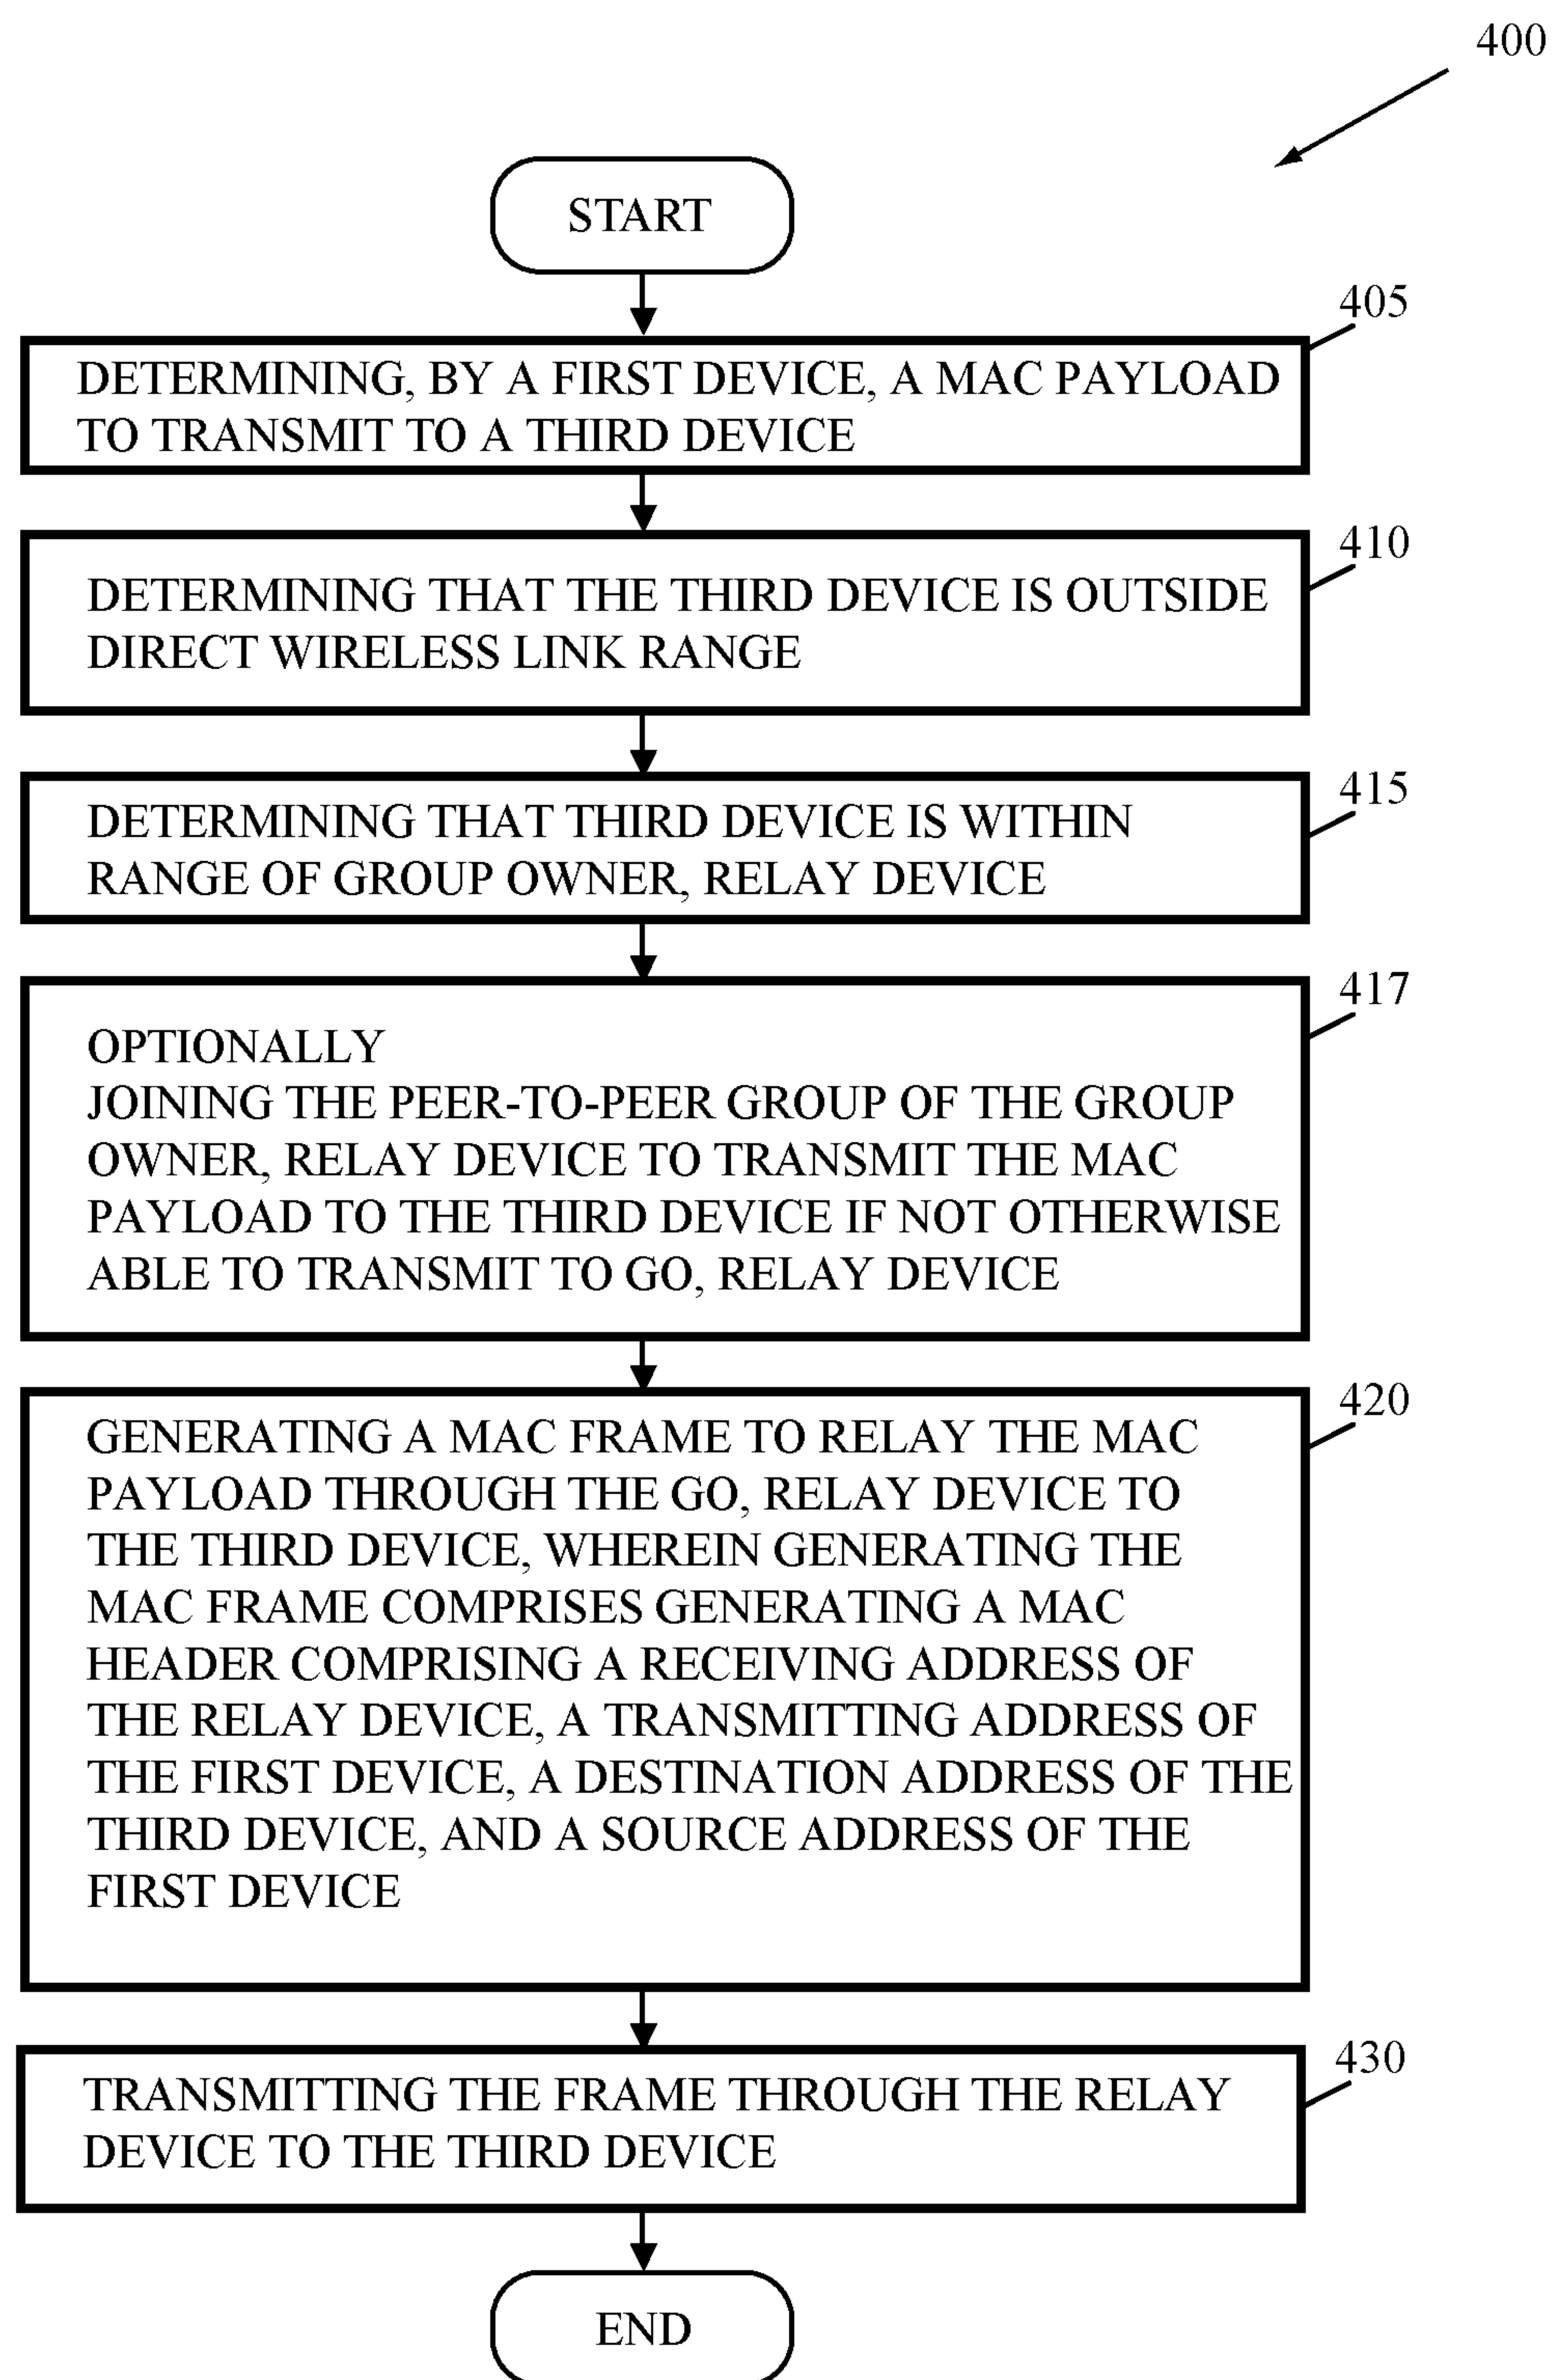 400
START
405
DETERMINING, BY A FIRST DEVICE, A MAC PAYLOAD
TO TRANSMIT TO A THIRD DEVICE
410
DETERMINING THAT THE THIRD DEVICE IS OUTSIDE
DIRECT WIRELESS LINK RANGE
415
DETERMINING THAT THIRD DEVICE IS WITHIN
RANGE OF GROUP OWNER, RELAY DEVICE
417
OPTIONALLY
JOINING THE PEER-TO-PEER GROUP OF THE GROUP
OWNER, RELAY DEVICE TO TRANSMIT THE MAC
PAYLOAD TO THE THIRD DEVICE IF NOT OTHERWISE
ABLE TO TRANSMIT TO GO, RELAY DEVICE
420
GENERATING A MAC FRAME TO RELAY THE MAC
PAYLOAD THROUGH THE GO, RELAY DEVICE TO
THE THIRD DEVICE, WHEREIN GENERATING THE
MAC FRAME COMPRISES GENERATING A MAC
HEADER COMPRISING A RECEIVING ADDRESS OF
THE RELAY DEVICE, A TRANSMITTING ADDRESS OF
THE FIRST DEVICE, A DESTINATION ADDRESS OF THE
THIRD DEVICE, AND A SOURCE ADDRESS OF THE
FIRST DEVICE
430
TRANSMITTING THE FRAME THROUGH THE RELAY
DEVICE TO THE THIRD DEVICE
END